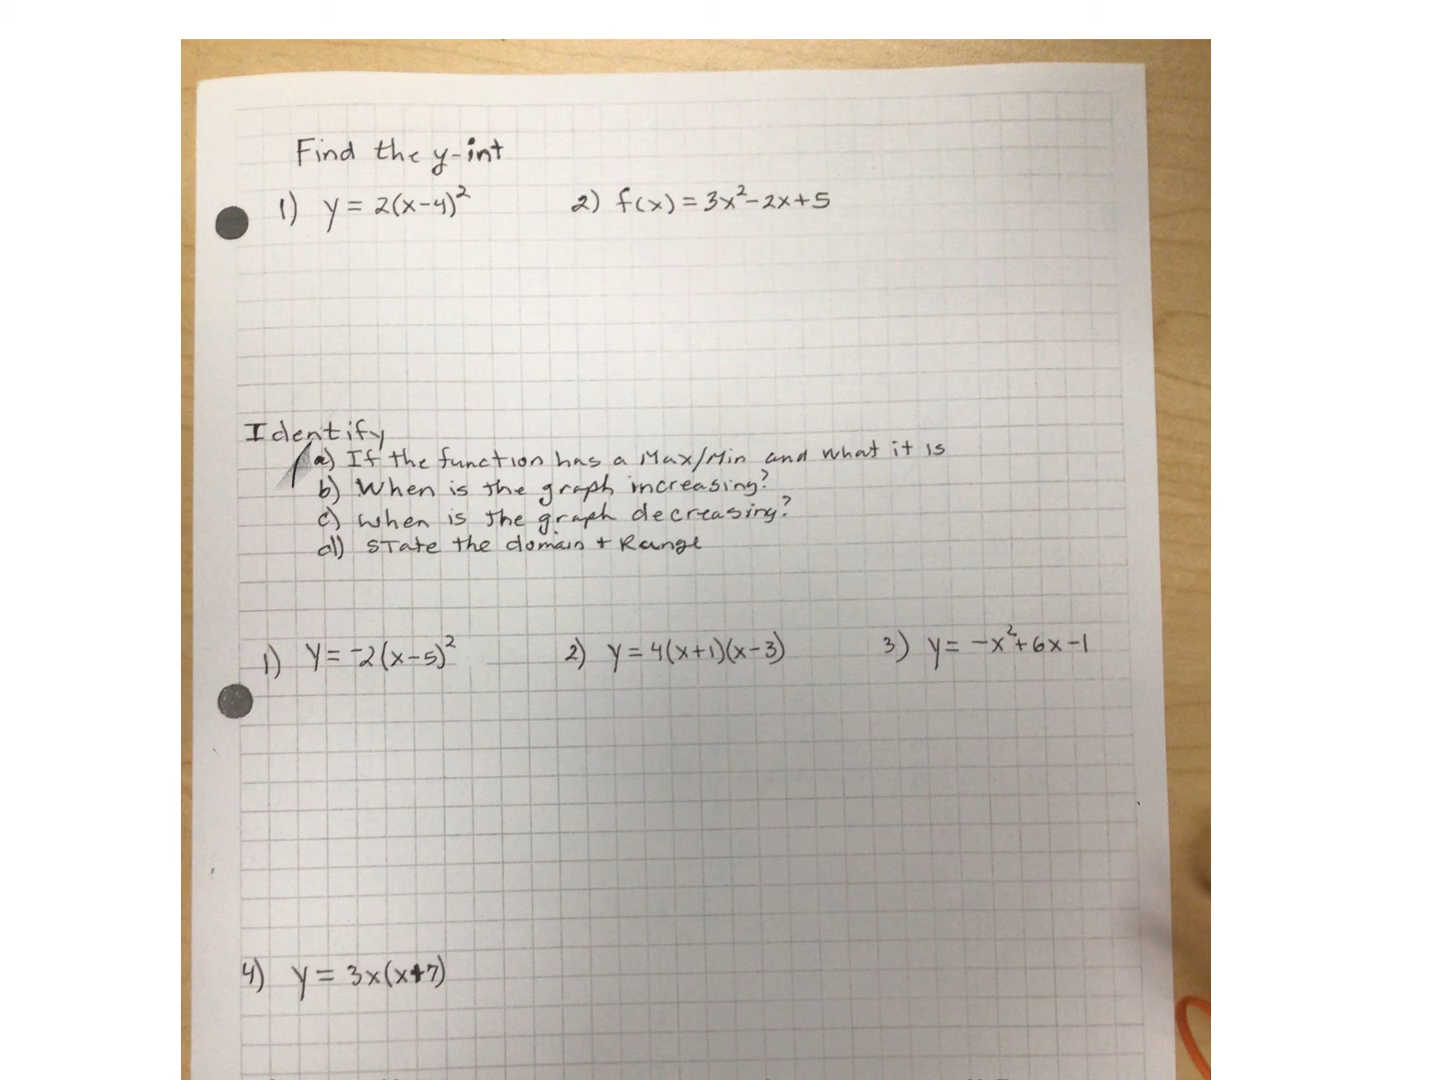 Find the y-int
1) y = 2(x-4)² 2) f(x) = 3x²-2x+5
Identify
a) If the function has a Max/Min and what it is
b) When is the graph increasing?
c) when is the graph decreasing?
d) State the domain + Range
1) y = -2(x-5)² 2) y = 4(x+1)(x-3) 3) y = -x²+6x-1
4) y = 3x(x+7)